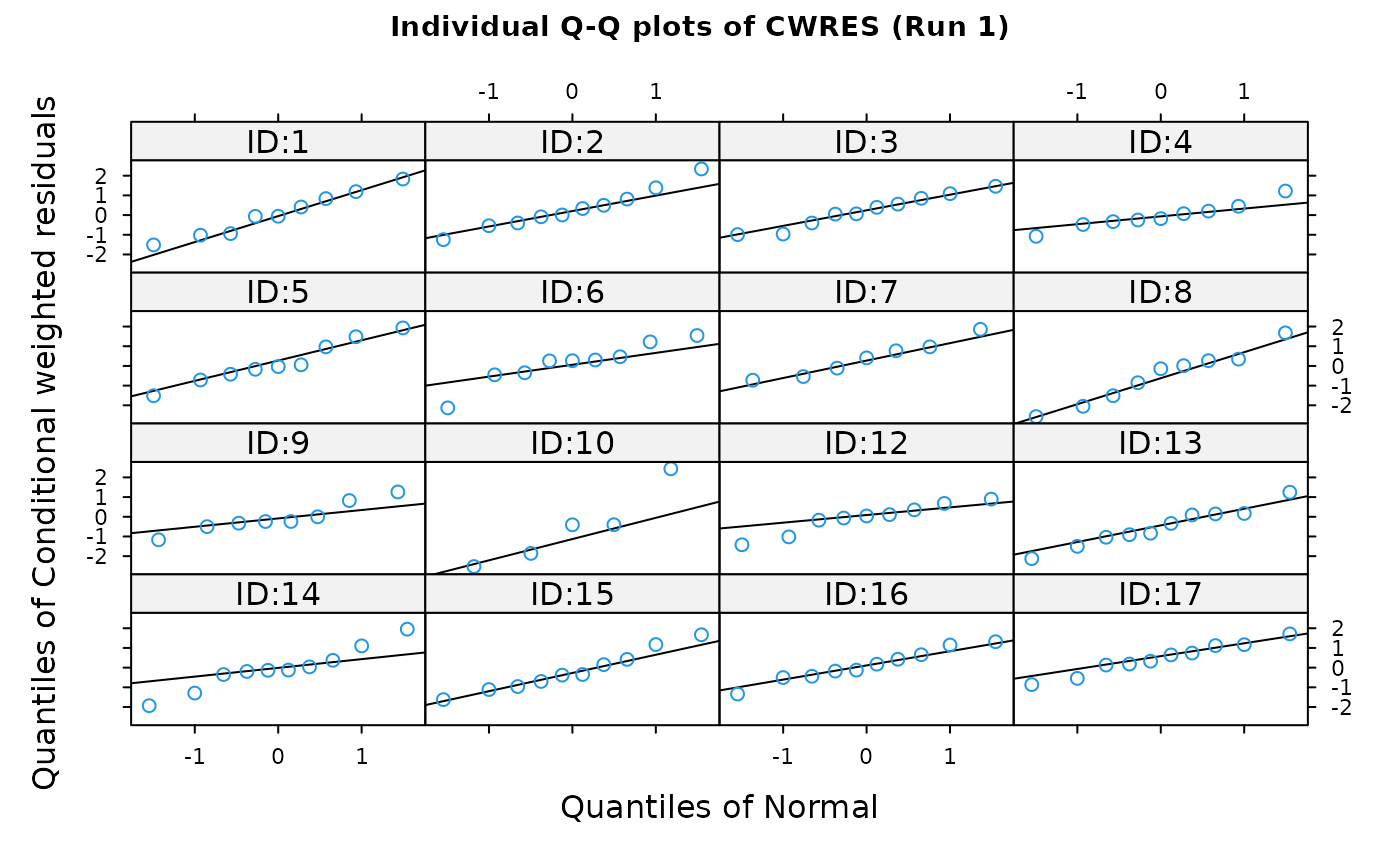 Individual Q-Q plots of CWRES (Run 1)
-1 0 1 -1 0 1
ID:1 ID:2 ID:3 ID:4
2
1
0
-1
-2
ID:5 ID:6 ID:7 ID:8
2
1
0
-1
-2
ID:9 ID:10 ID:12 ID:13
2
1
0
-1
-2
ID:14 ID:15 ID:16 ID:17
2
1
0
-1
-2
-1 0 1 -1 0 1
Quantiles of Normal
Quantiles of Conditional weighted residuals